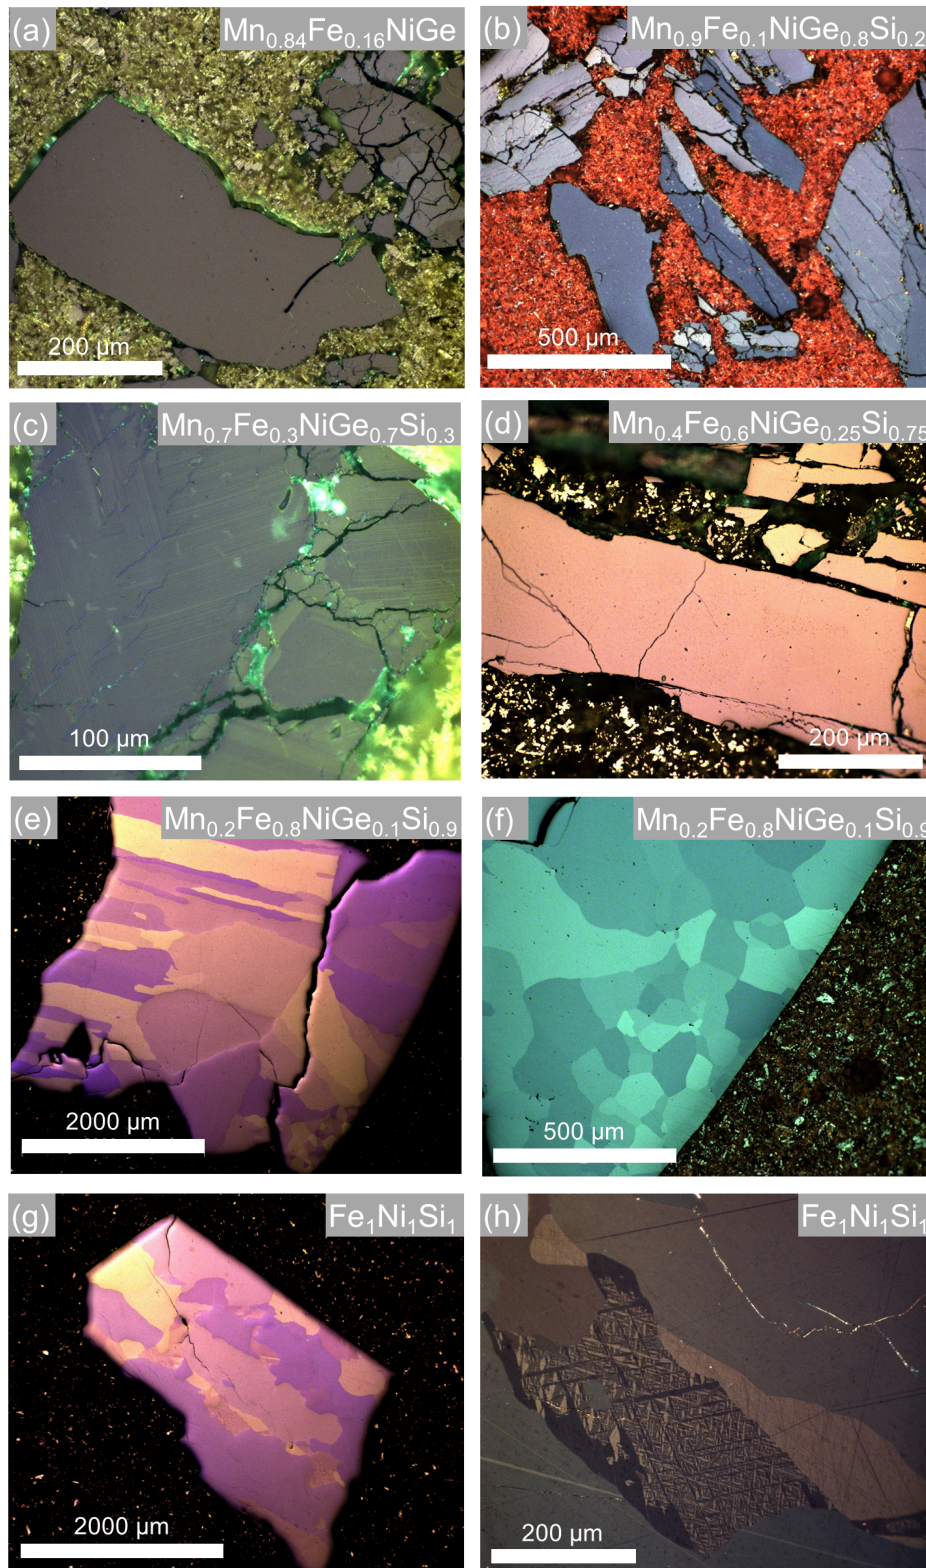 (a) Mn0.84Fe0.16NiGe
200 µm
(b) Mn0.9Fe0.1NiGe0.8Si0.2
500 µm
(c) Mn0.7Fe0.3NiGe0.7Si0.3
100 µm
(d) Mn0.4Fe0.6NiGe0.25Si0.75
200 µm
(e) Mn0.2Fe0.8NiGe0.1Si0.9
2000 µm
(f) Mn0.2Fe0.8NiGe0.1Si0.9
500 µm
(g) Fe1Ni1Si1
2000 µm
(h) Fe1Ni1Si1
200 µm